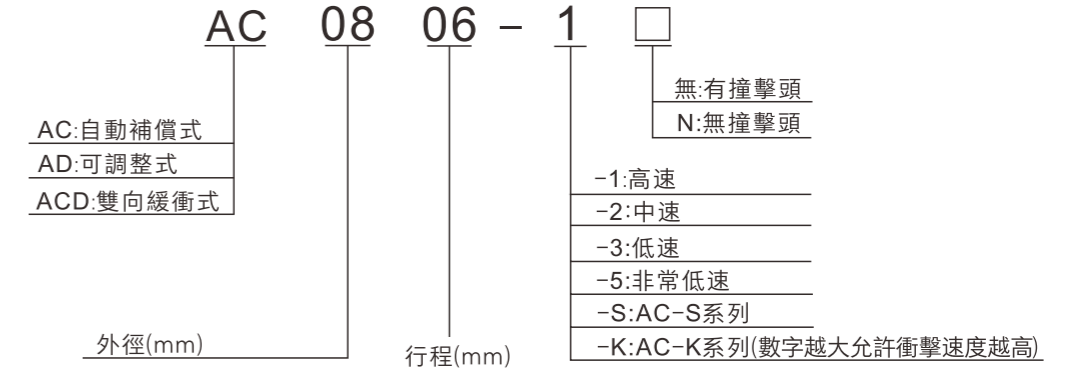 AC 08 06 - 1 □
無:有撞擊頭
N:無撞擊頭
AC:自動補償式
AD:可調整式
ACD:雙向緩衝式
-1:高速
-2:中速
-3:低速
-5:非常低速
-S:AC-S系列
-K:AC-K系列(數字越大允許衝擊速度越高)
外徑(mm)
行程(mm)